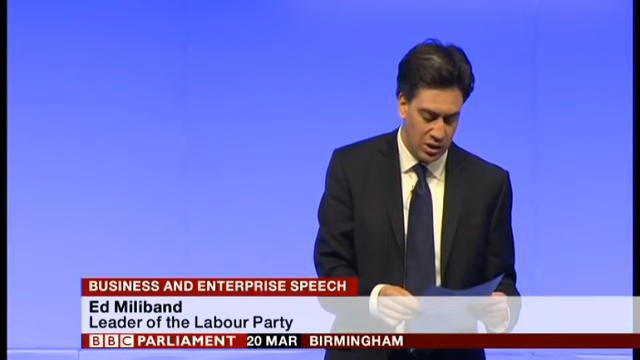 BUSINESS AND ENTERPRISE SPEECH
Ed Miliband
Leader of the Labour Party
BBC PARLIAMENT 20 MAR BIRMINGHAM